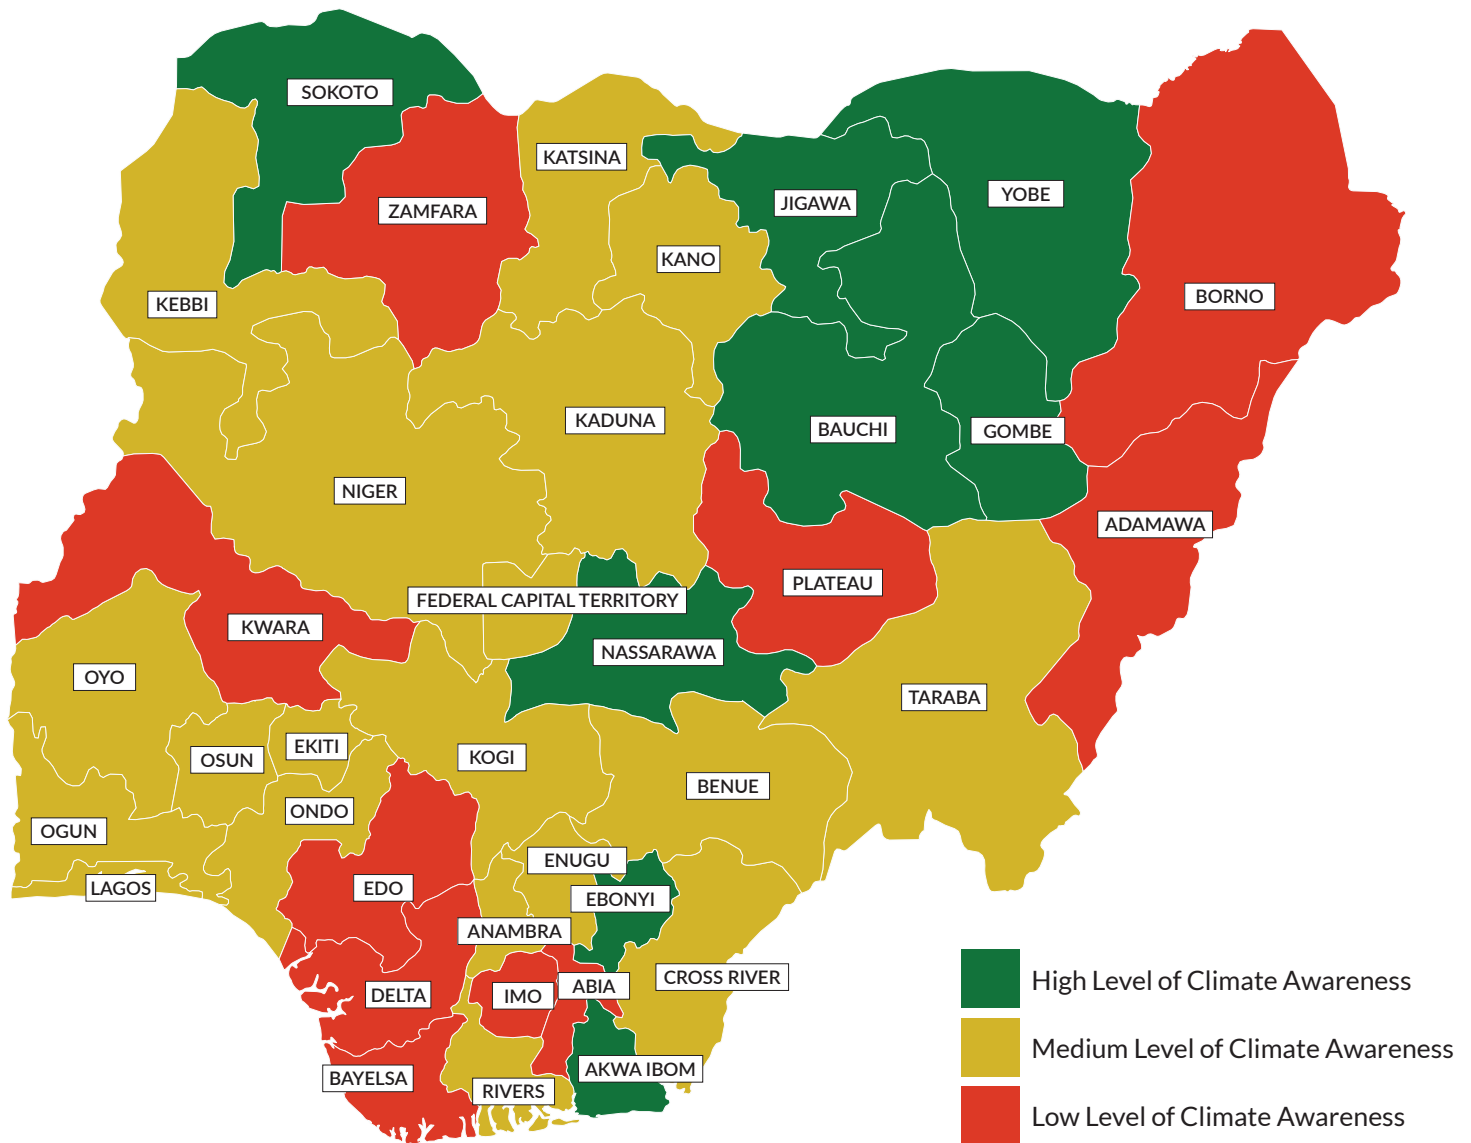 SOKOTO
KATSINA
YOBE
JIGAWA
ZAMFARA
KANO
BORNO
KEBBI
KADUNA
BAUCHI
GOMBE
NIGER
ADAMAWA
PLATEAU
FEDERAL CAPITAL TERRITORY
KWARA
NASSARAWA
OYO
TARABA
EKITI
OSUN
KOGI
BENUE
ONDO
OGUN
ENUGU
LAGOS
EDO
EBONYI
ANAMBRA
CROSS RIVER
ABIA
DELTA
IMO
AKWA IBOM
BAYELSA
RIVERS
High Level of Climate Awareness
Medium Level of Climate Awareness
Low Level of Climate Awareness